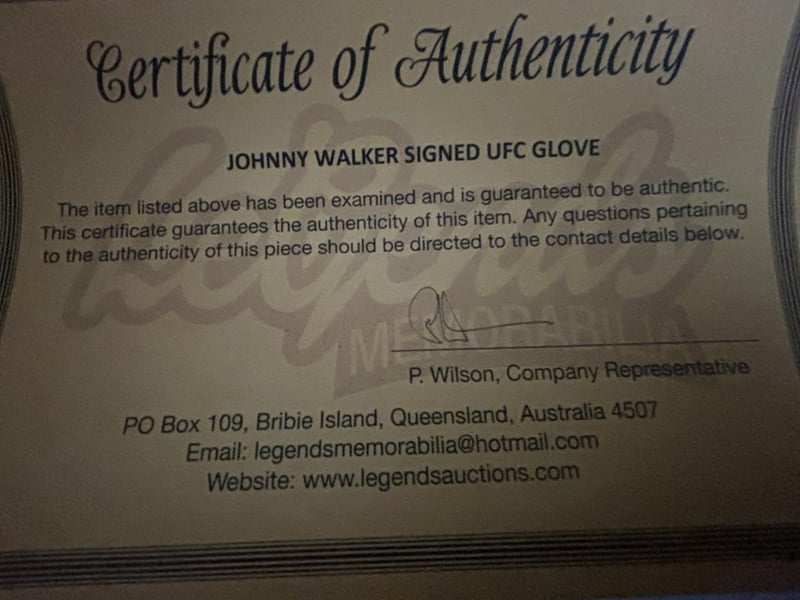 Certificate of Authenticity
JOHNNY WALKER SIGNED UFC GLOVE
The item listed above has been examined and is guaranteed to be authentic.
This certificate guarantees the authenticity of this item. Any questions pertaining
to the authenticity of this piece should be directed to the contact details below.
Legends
MEMORABILIA
P. Wilson, Company Representative
PO Box 109, Bribie Island, Queensland, Australia 4507
Email: legendsmemorabilia@hotmail.com
Website: www.legendsauctions.com